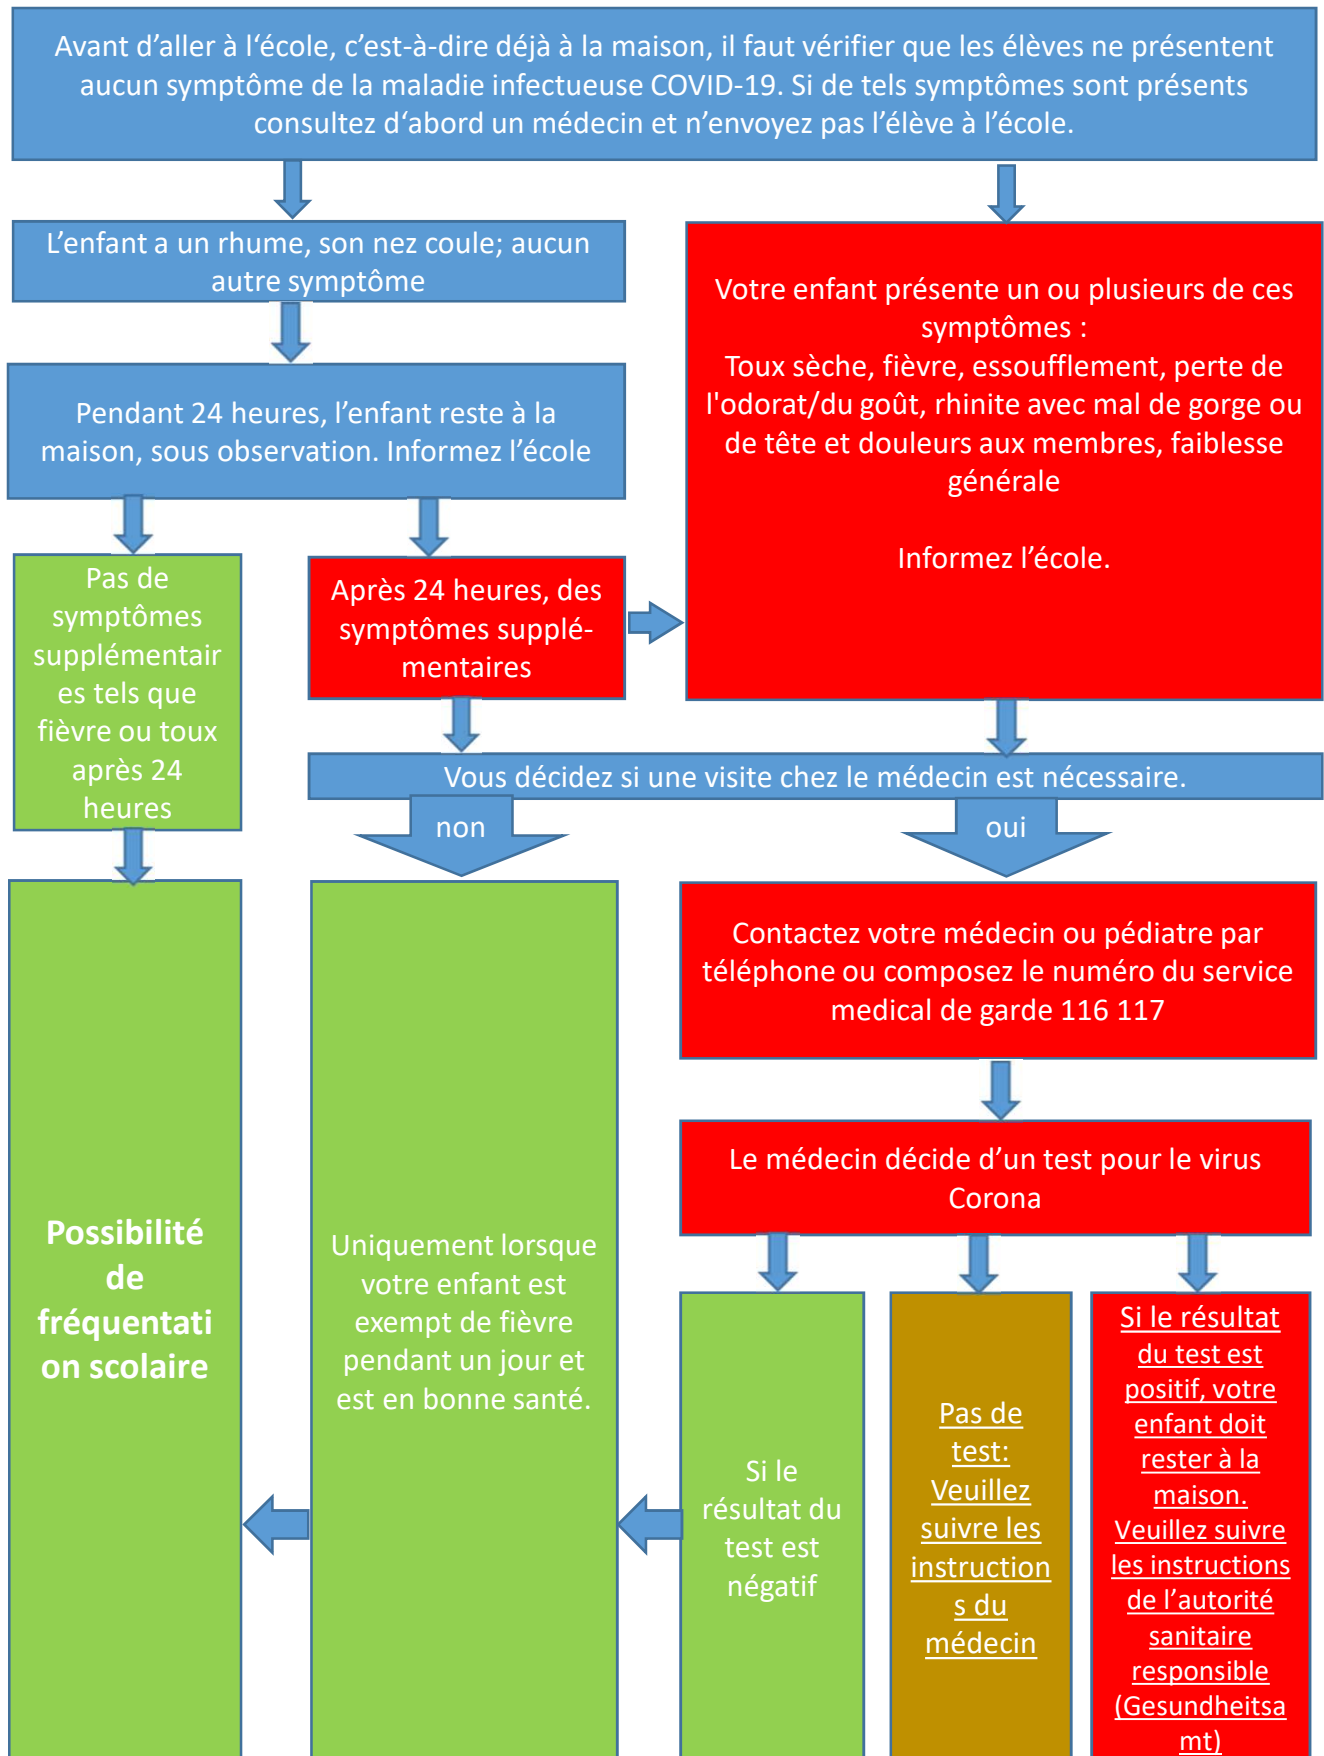 Avant d’aller à l‘école, c’est-à-dire déjà à la maison, il faut vérifier que les élèves ne présentent
aucun symptôme de la maladie infectueuse COVID-19. Si de tels symptômes sont présents
consultez d‘abord un médecin et n’envoyez pas l’élève à l’école.
L’enfant a un rhume, son nez coule; aucun
autre symptôme
Votre enfant présente un ou plusieurs de ces
symptômes :
Toux sèche, fièvre, essoufflement, perte de
l'odorat/du goût, rhinite avec mal de gorge ou
de tête et douleurs aux membres, faiblesse
générale
Informez l’école.
Pendant 24 heures, l’enfant reste à la
maison, sous observation. Informez l’école
Pas de
symptômes
supplémentair
es tels que
fièvre ou toux
après 24
heures
Après 24 heures, des
symptômes supplé-
mentaires
Vous décidez si une visite chez le médecin est nécessaire.
non
oui
Possibilité
de
fréquentati
on scolaire
Uniquement lorsque
votre enfant est
exempt de fièvre
pendant un jour et
est en bonne santé.
Contactez votre médecin ou pédiatre par
téléphone ou composez le numéro du service
medical de garde 116 117
Le médecin décide d’un test pour le virus
Corona
Si le
résultat du
test est
négatif
Pas de
test:
Veuillez
suivre les
instruction
s du
médecin
Si le résultat
du test est
positif, votre
enfant doit
rester à la
maison.
Veuillez suivre
les instructions
de l’autorité
sanitaire
responsible
(Gesundheitsa
mt)